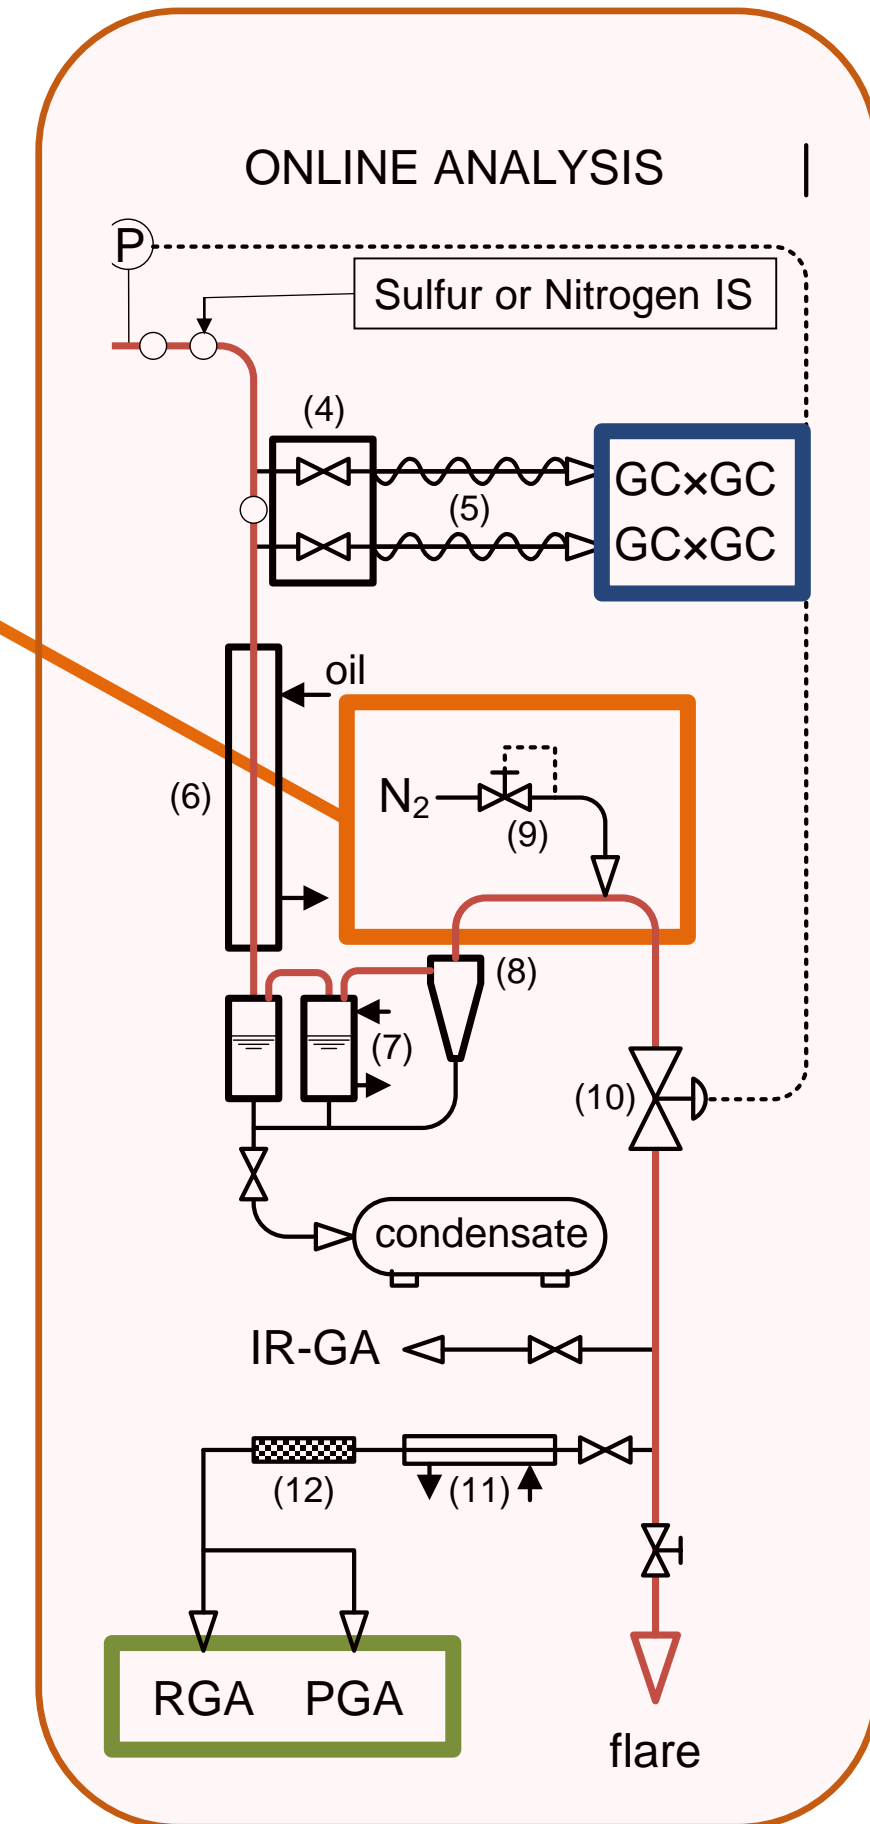 ONLINE ANALYSIS
P
Sulfur or Nitrogen IS
(4)
GC×GC
(5)
GC×GC
oil
(6)
N₂
(9)
(8)
(7)
(10)
condensate
IR-GA
(12)
(11)
RGA PGA
flare